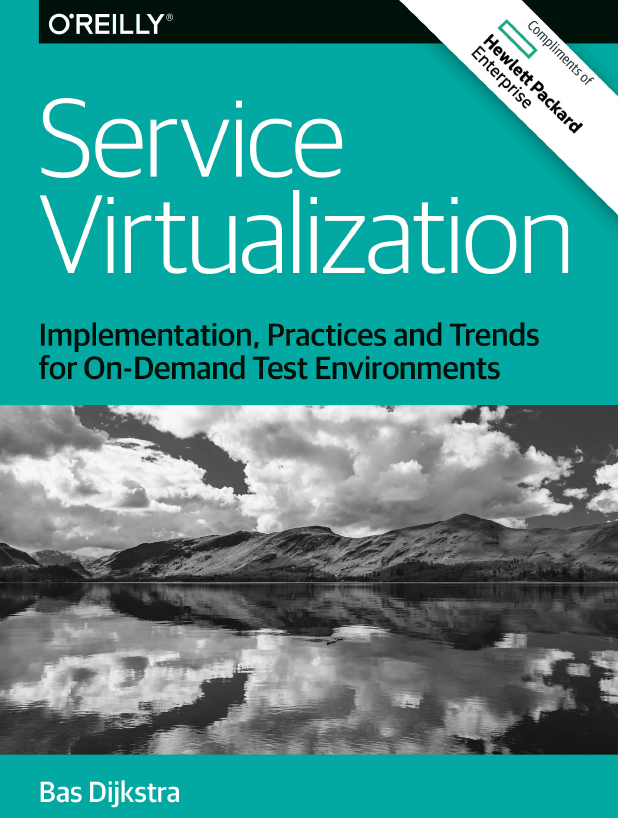 O'REILLY®
Compliments of
Hewlett Packard
Enterprise
Service
Virtualization
Implementation, Practices and Trends
for On-Demand Test Environments
Bas Dijkstra